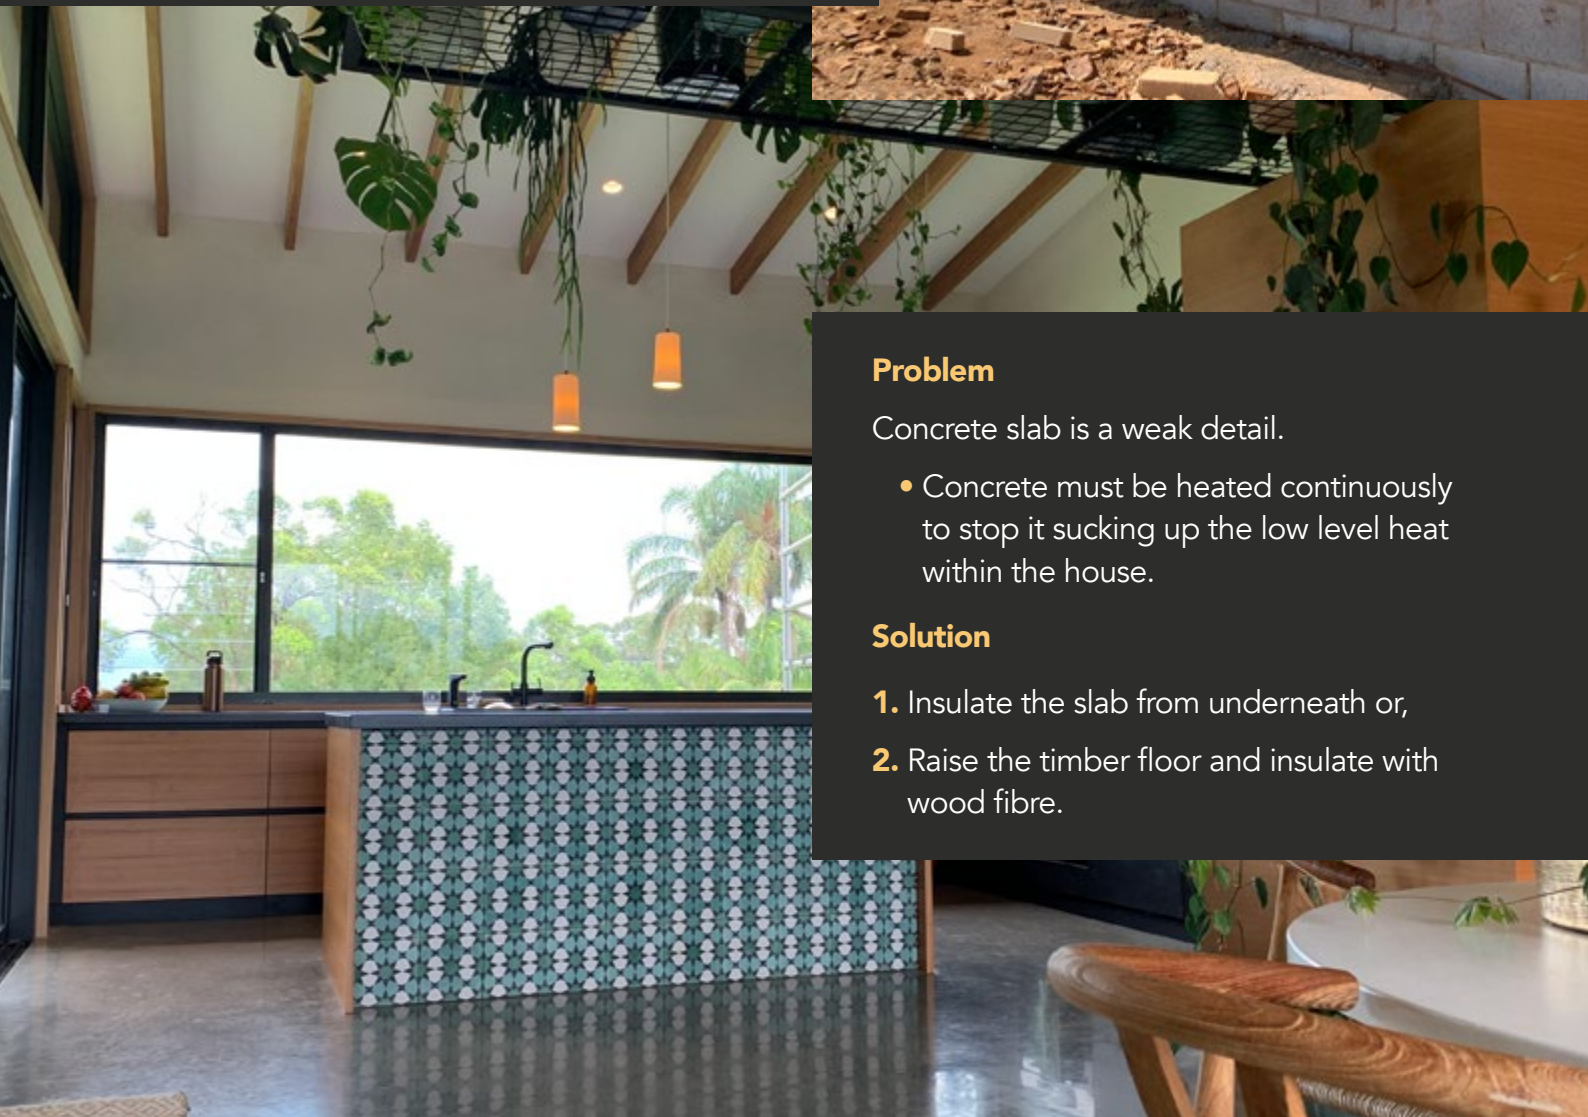 Problem
Concrete slab is a weak detail.
• Concrete must be heated continuously
to stop it sucking up the low level heat
within the house.
Solution
1. Insulate the slab from underneath or,
2. Raise the timber floor and insulate with
wood fibre.